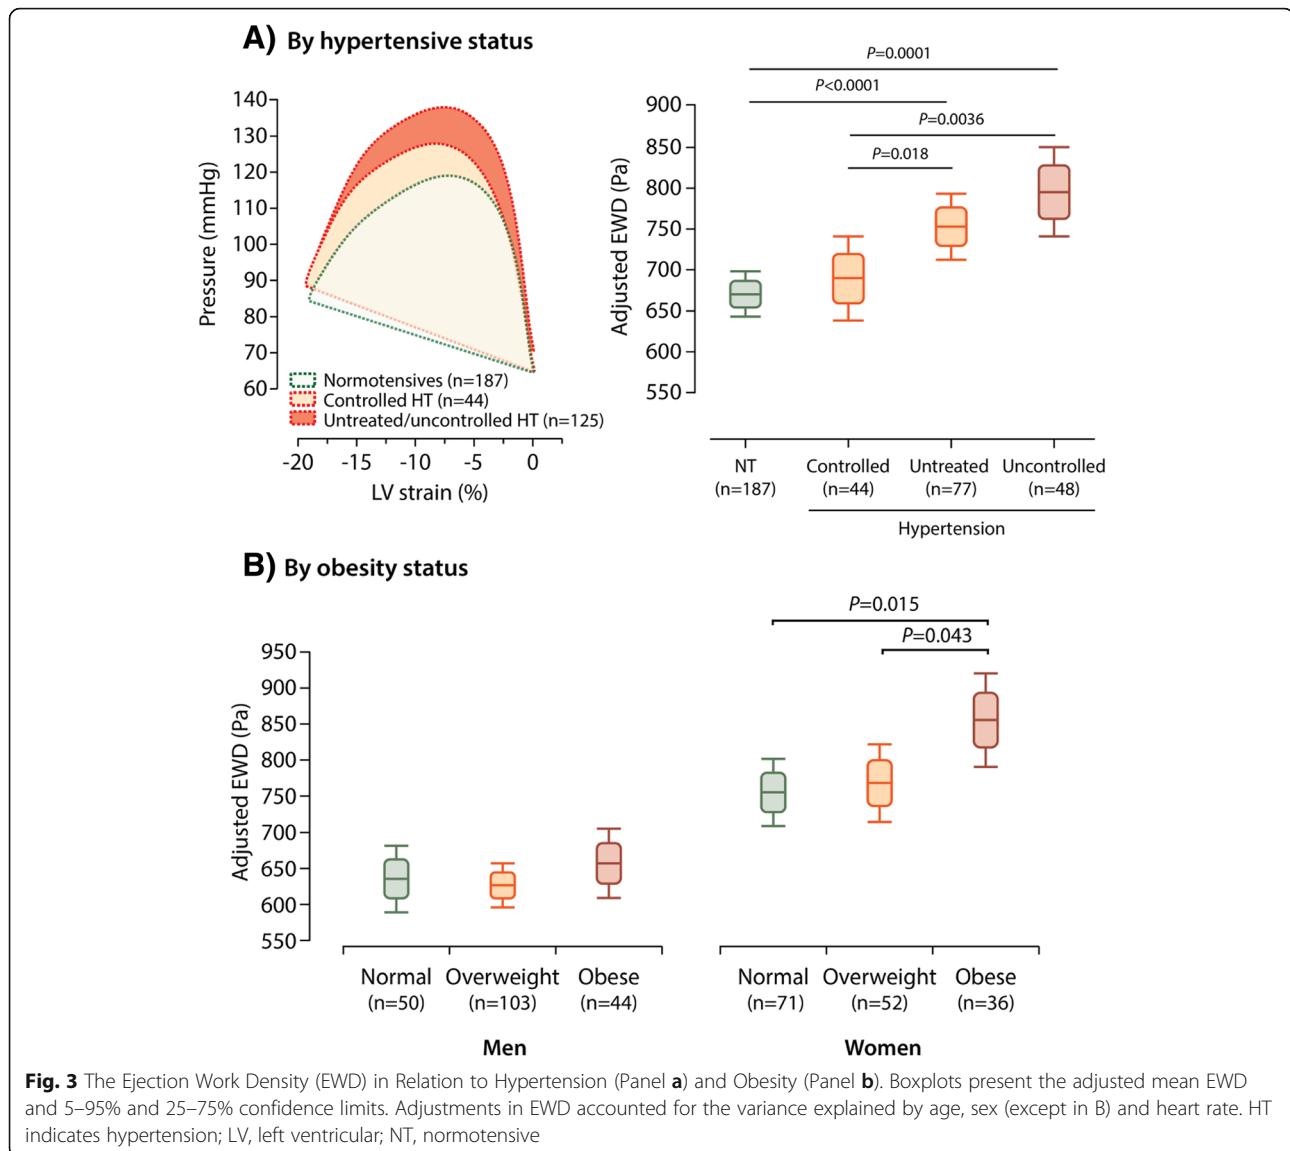 A) By hypertensive status
140
130
120
110
100
90
80
70
60
Pressure (mmHg)
Normotensives (n=187)
Controlled HT (n=44)
Untreated/uncontrolled HT (n=125)
-20 -15 -10 -5 0
LV strain (%)
P=0.0001
P<0.0001
P=0.0036
P=0.018
900
850
800
750
700
650
600
550
Adjusted EWD (Pa)
NT Controlled Untreated Uncontrolled
(n=187) (n=44) (n=77) (n=48)
Hypertension
B) By obesity status
P=0.015
P=0.043
950
900
850
800
750
700
650
600
550
Adjusted EWD (Pa)
Normal Overweight Obese Normal Overweight Obese
(n=50) (n=103) (n=44) (n=71) (n=52) (n=36)
Men Women
Fig. 3 The Ejection Work Density (EWD) in Relation to Hypertension (Panel a) and Obesity (Panel b). Boxplots present the adjusted mean EWD
and 5–95% and 25–75% confidence limits. Adjustments in EWD accounted for the variance explained by age, sex (except in B) and heart rate. HT
indicates hypertension; LV, left ventricular; NT, normotensive